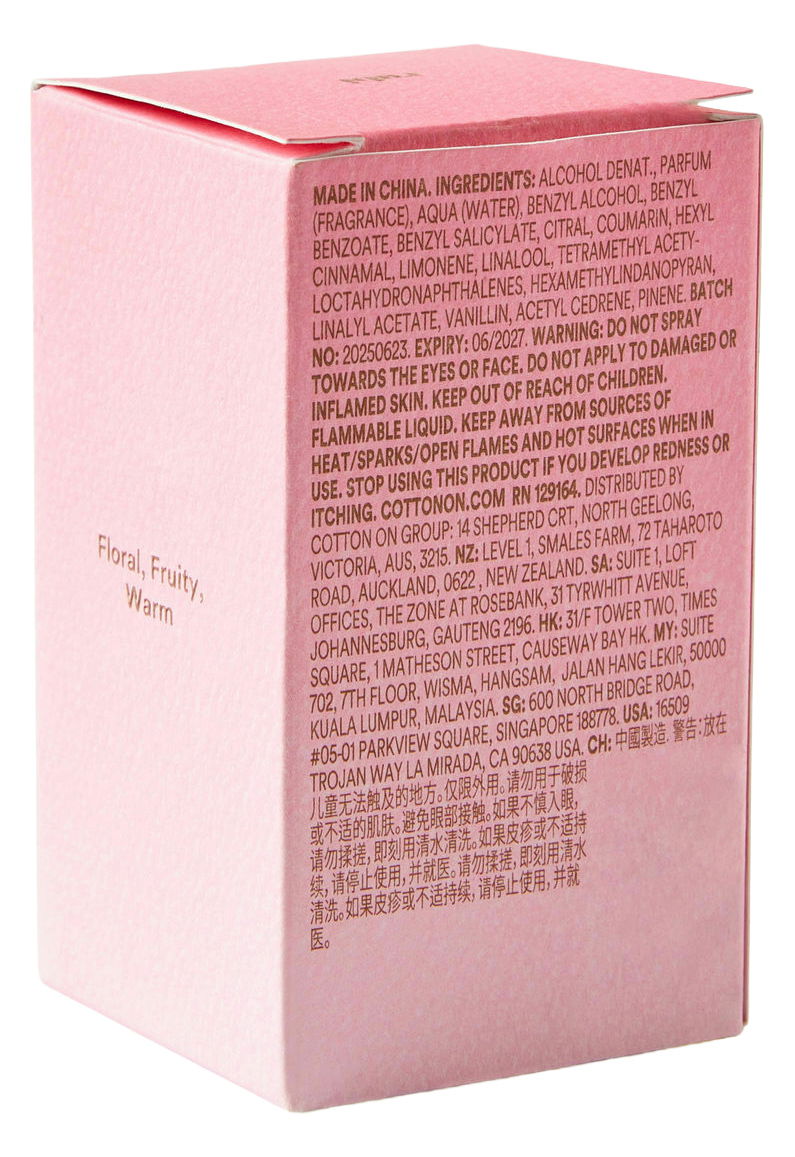 Floral, Fruity,
Warm
MADE IN CHINA. INGREDIENTS: ALCOHOL DENAT., PARFUM
(FRAGRANCE), AQUA (WATER), BENZYL ALCOHOL, BENZYL
BENZOATE, BENZYL SALICYLATE, CITRAL, COUMARIN, HEXYL
CINNAMAL, LIMONENE, LINALOOL, TETRAMETHYL ACETY-
LOCTAHYDRONAPHTHALENES, HEXAMETHYLINDANOPYRAN,
LINALYL ACETATE, VANILLIN, ACETYL CEDRENE, PINENE. BATCH
NO: 20250623. EXPIRY: 06/2027. WARNING: DO NOT SPRAY
TOWARDS THE EYES OR FACE. DO NOT APPLY TO DAMAGED OR
INFLAMED SKIN. KEEP OUT OF REACH OF CHILDREN.
FLAMMABLE LIQUID. KEEP AWAY FROM SOURCES OF
HEAT/SPARKS/OPEN FLAMES AND HOT SURFACES WHEN IN
USE. STOP USING THIS PRODUCT IF YOU DEVELOP REDNESS OR
ITCHING. COTTONON.COM RN 129164. DISTRIBUTED BY
COTTON ON GROUP: 14 SHEPHERD CRT, NORTH GEELONG,
VICTORIA, AUS, 3215. NZ: LEVEL 1, SMALES FARM, 72 TAHAROTO
ROAD, AUCKLAND, 0622 , NEW ZEALAND. SA: SUITE 1, LOFT
OFFICES, THE ZONE AT ROSEBANK, 31 TYRWHITT AVENUE,
JOHANNESBURG, GAUTENG 2196. HK: 31/F TOWER TWO, TIMES
SQUARE, 1 MATHESON STREET, CAUSEWAY BAY HK. MY: SUITE
702, 7TH FLOOR, WISMA, HANGSAM, JALAN HANG LEKIR, 50000
KUALA LUMPUR, MALAYSIA. SG: 600 NORTH BRIDGE ROAD,
#05-01 PARKVIEW SQUARE, SINGAPORE 188778. USA: 16509
TROJAN WAY LA MIRADA, CA 90638 USA. CH: 中國製造. 警告：放在
儿童无法触及的地方。仅限外用。请勿用于破损
或不适的肌肤。避免眼部接触。如果不慎入眼，
请勿揉搓，即刻用清水清洗。如果皮疹或不适持
续，请停止使用，并就医。请勿揉搓，即刻用清水
清洗。如果皮疹或不适持续，请停止使用，并就
医。